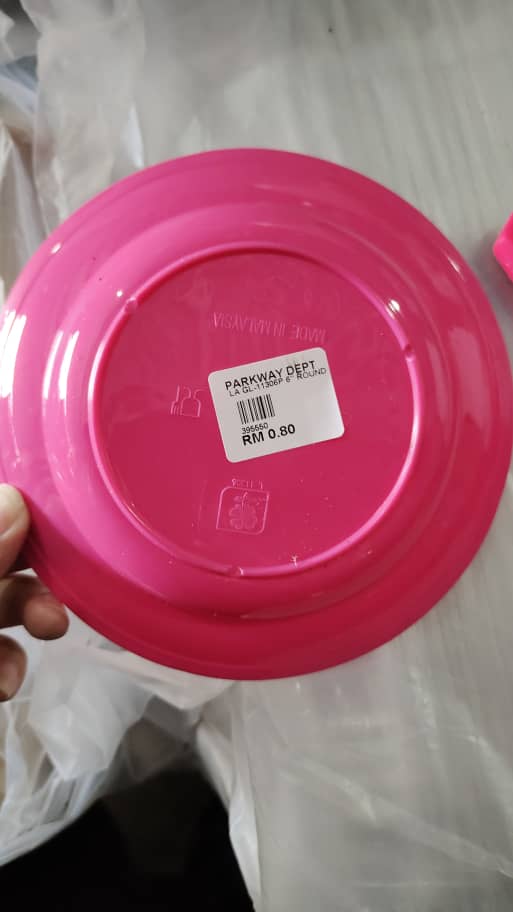 MADE IN MALAYSIA
PARKWAY DEPT
LA GL-11306P 6" ROUND
395550
RM 0.80